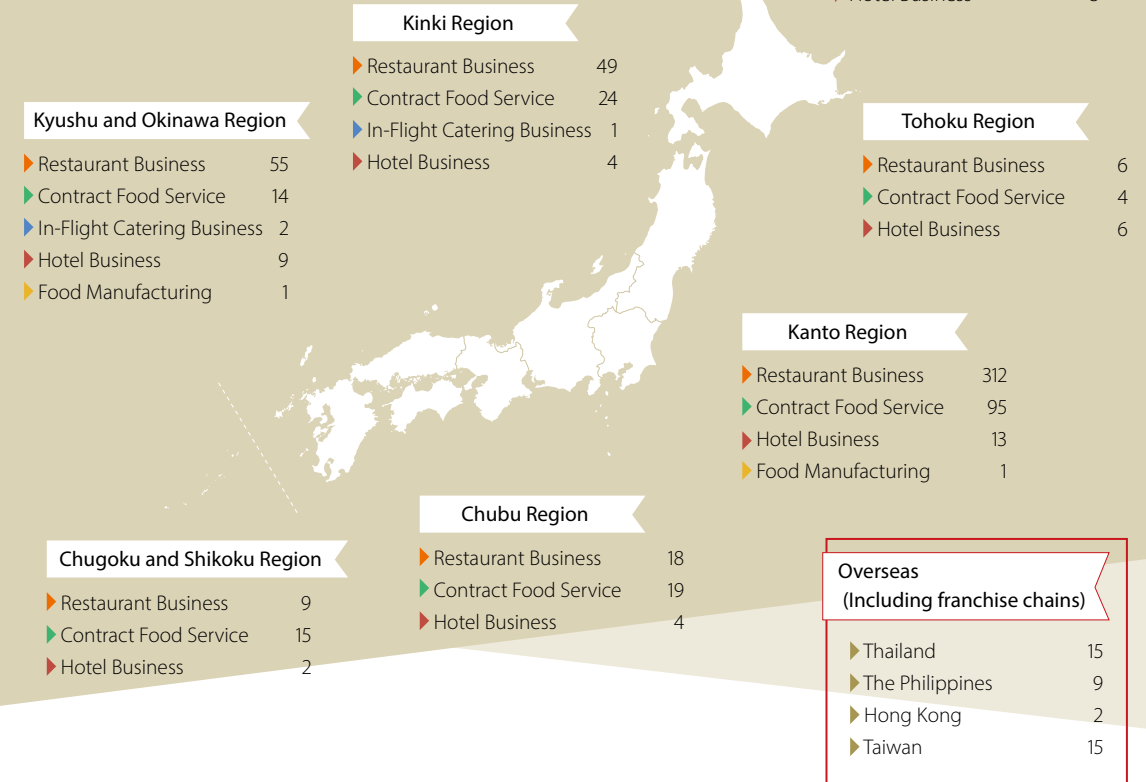 Kinki Region
Restaurant Business 49
Contract Food Service 24
In-Flight Catering Business 1
Hotel Business 4
Kyushu and Okinawa Region
Restaurant Business 55
Contract Food Service 14
In-Flight Catering Business 2
Hotel Business 9
Food Manufacturing 1
Tohoku Region
Restaurant Business 6
Contract Food Service 4
Hotel Business 6
Kanto Region
Restaurant Business 312
Contract Food Service 95
Hotel Business 13
Food Manufacturing 1
Chubu Region
Restaurant Business 18
Contract Food Service 19
Hotel Business 4
Chugoku and Shikoku Region
Restaurant Business 9
Contract Food Service 15
Hotel Business 2
Overseas
(Including franchise chains)
Thailand 15
The Philippines 9
Hong Kong 2
Taiwan 15